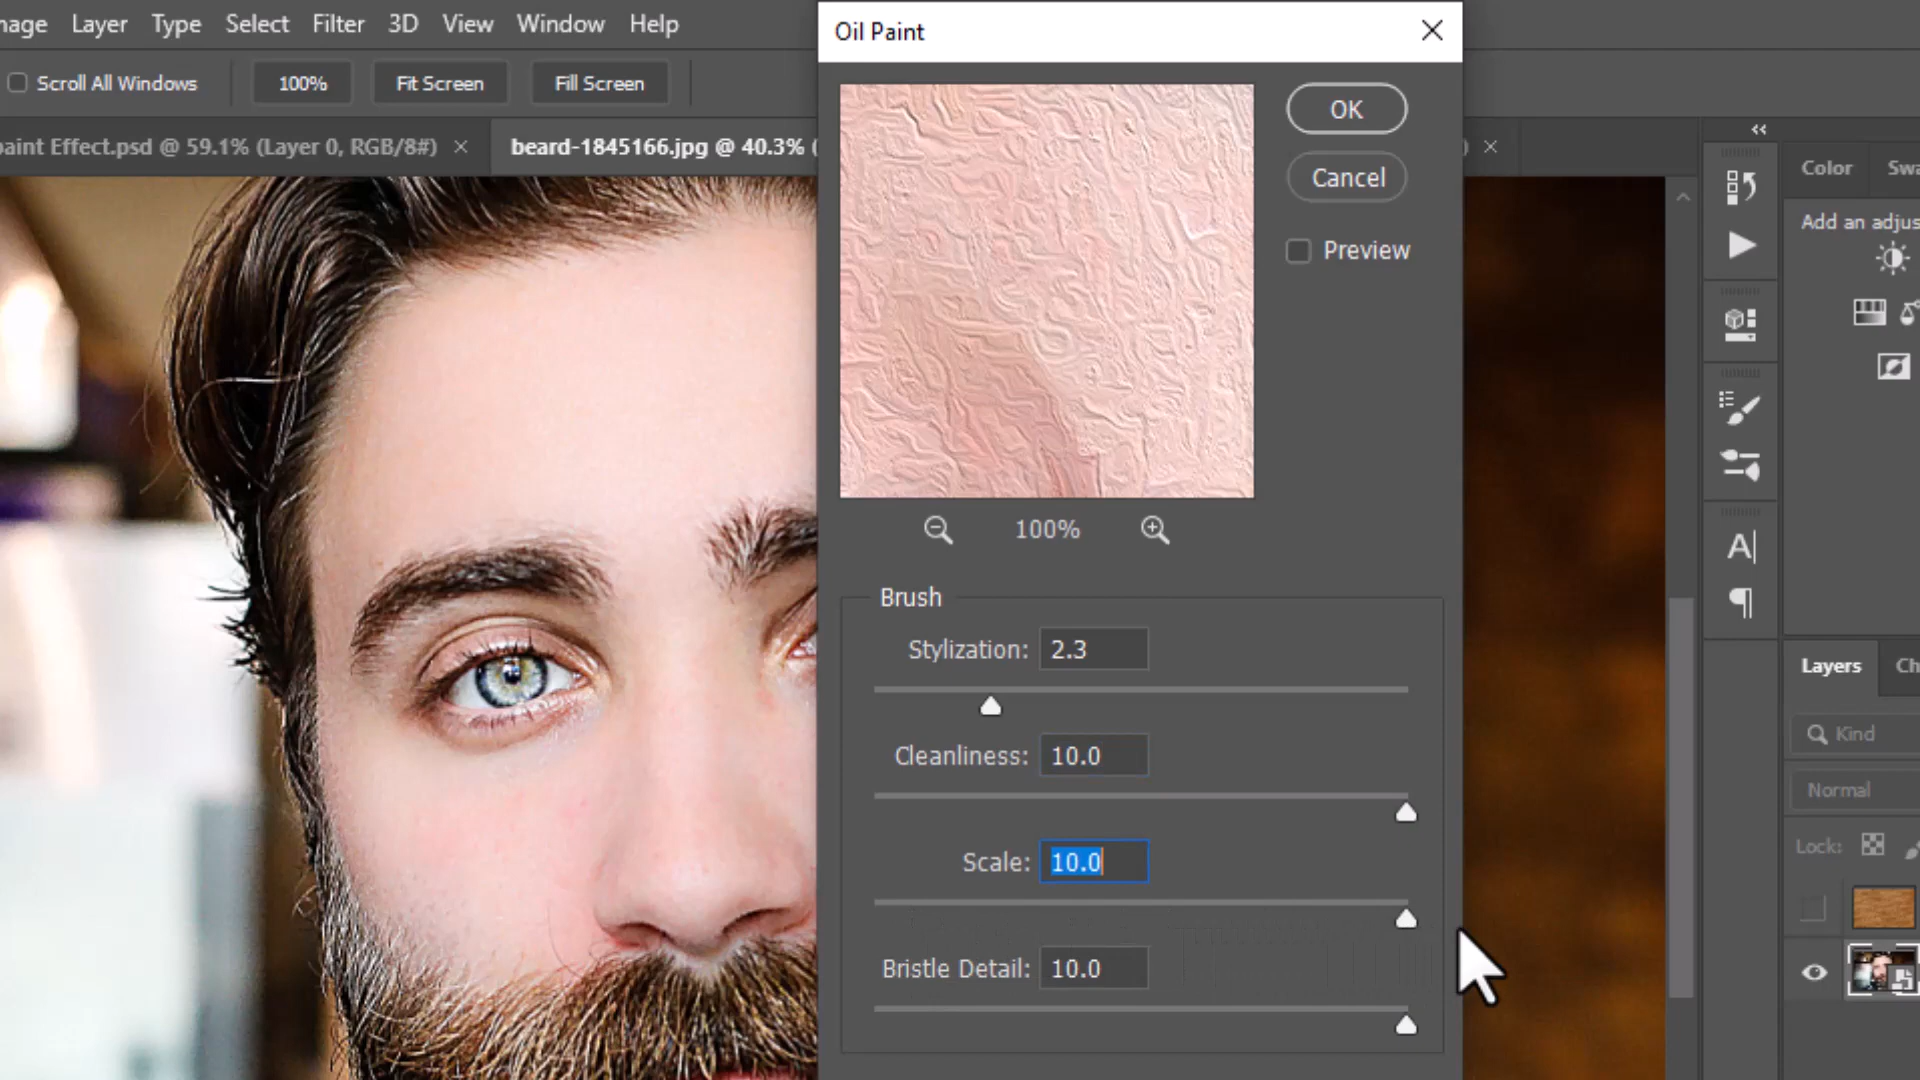 mage Layer Type Select Filter 3D View Window Help
Oil Paint
Scroll All Windows 100% Fit Screen Fill Screen
aint Effect.psd @ 59.1% (Layer 0, RGB/8#)
beard-1845166.jpg @ 40.3% (
)
OK
Cancel
Preview
100%
Brush
Stylization: 2.3
Cleanliness: 10.0
Scale: 10.0
Bristle Detail: 10.0
Color Swa
Add an adjus
Layers Ch
Kind
Normal
Lock: